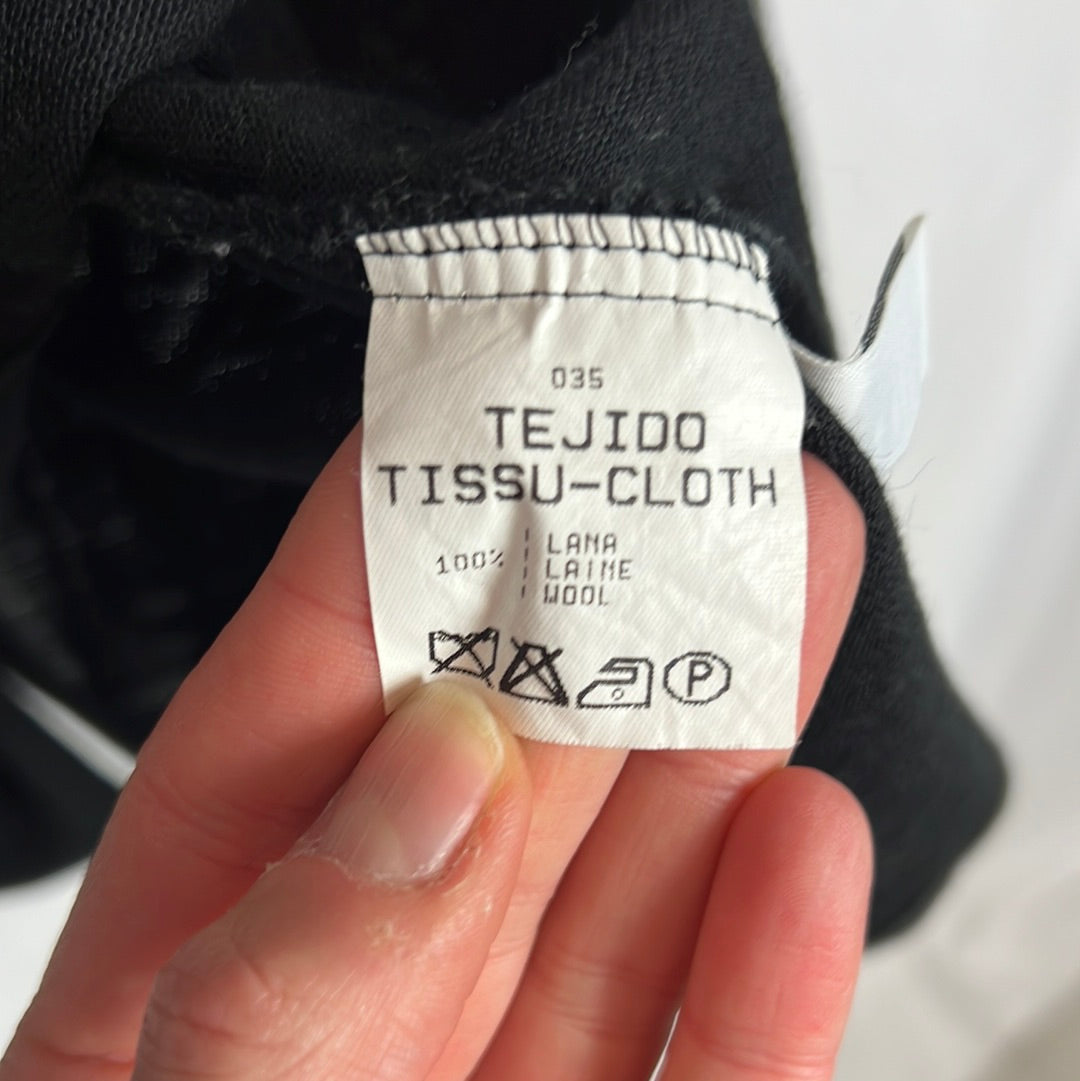 035
TEJIDO
TISSU-CLOTH
LANA
100% LAINE
WOOL
P